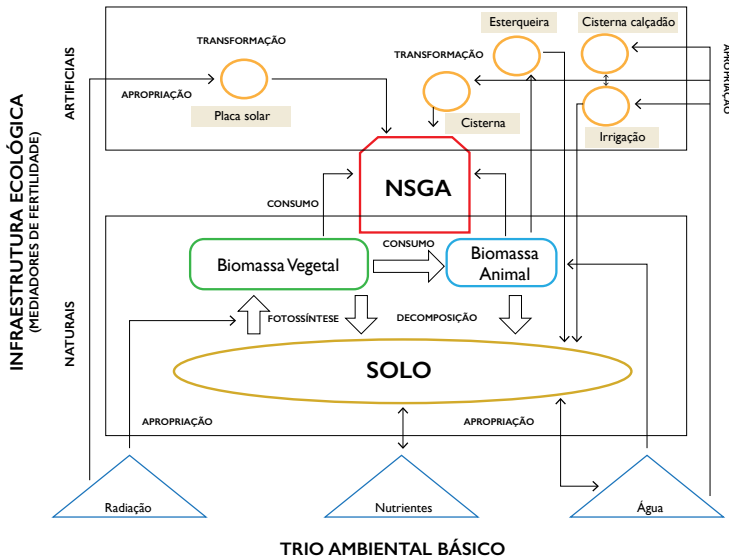 Esterqueira
Cisterna calçadão
TRANSFORMAÇÃO
TRANSFORMAÇÃO
APROPRIAÇÃO
APROPRIAÇÃO
Placa solar
Cisterna
Irrigação
ARTIFICIAIS
INFRAESTRUTURA ECOLÓGICA
(MEDIADORES DE FERTILIDADE)
NSGA
CONSUMO
CONSUMO
Biomassa Vegetal
Biomassa
Animal
NATURAIS
FOTOSSÍNTESE
DECOMPOSIÇÃO
SOLO
APROPRIAÇÃO
APROPRIAÇÃO
Radiação
Nutrientes
Água
TRIO AMBIENTAL BÁSICO